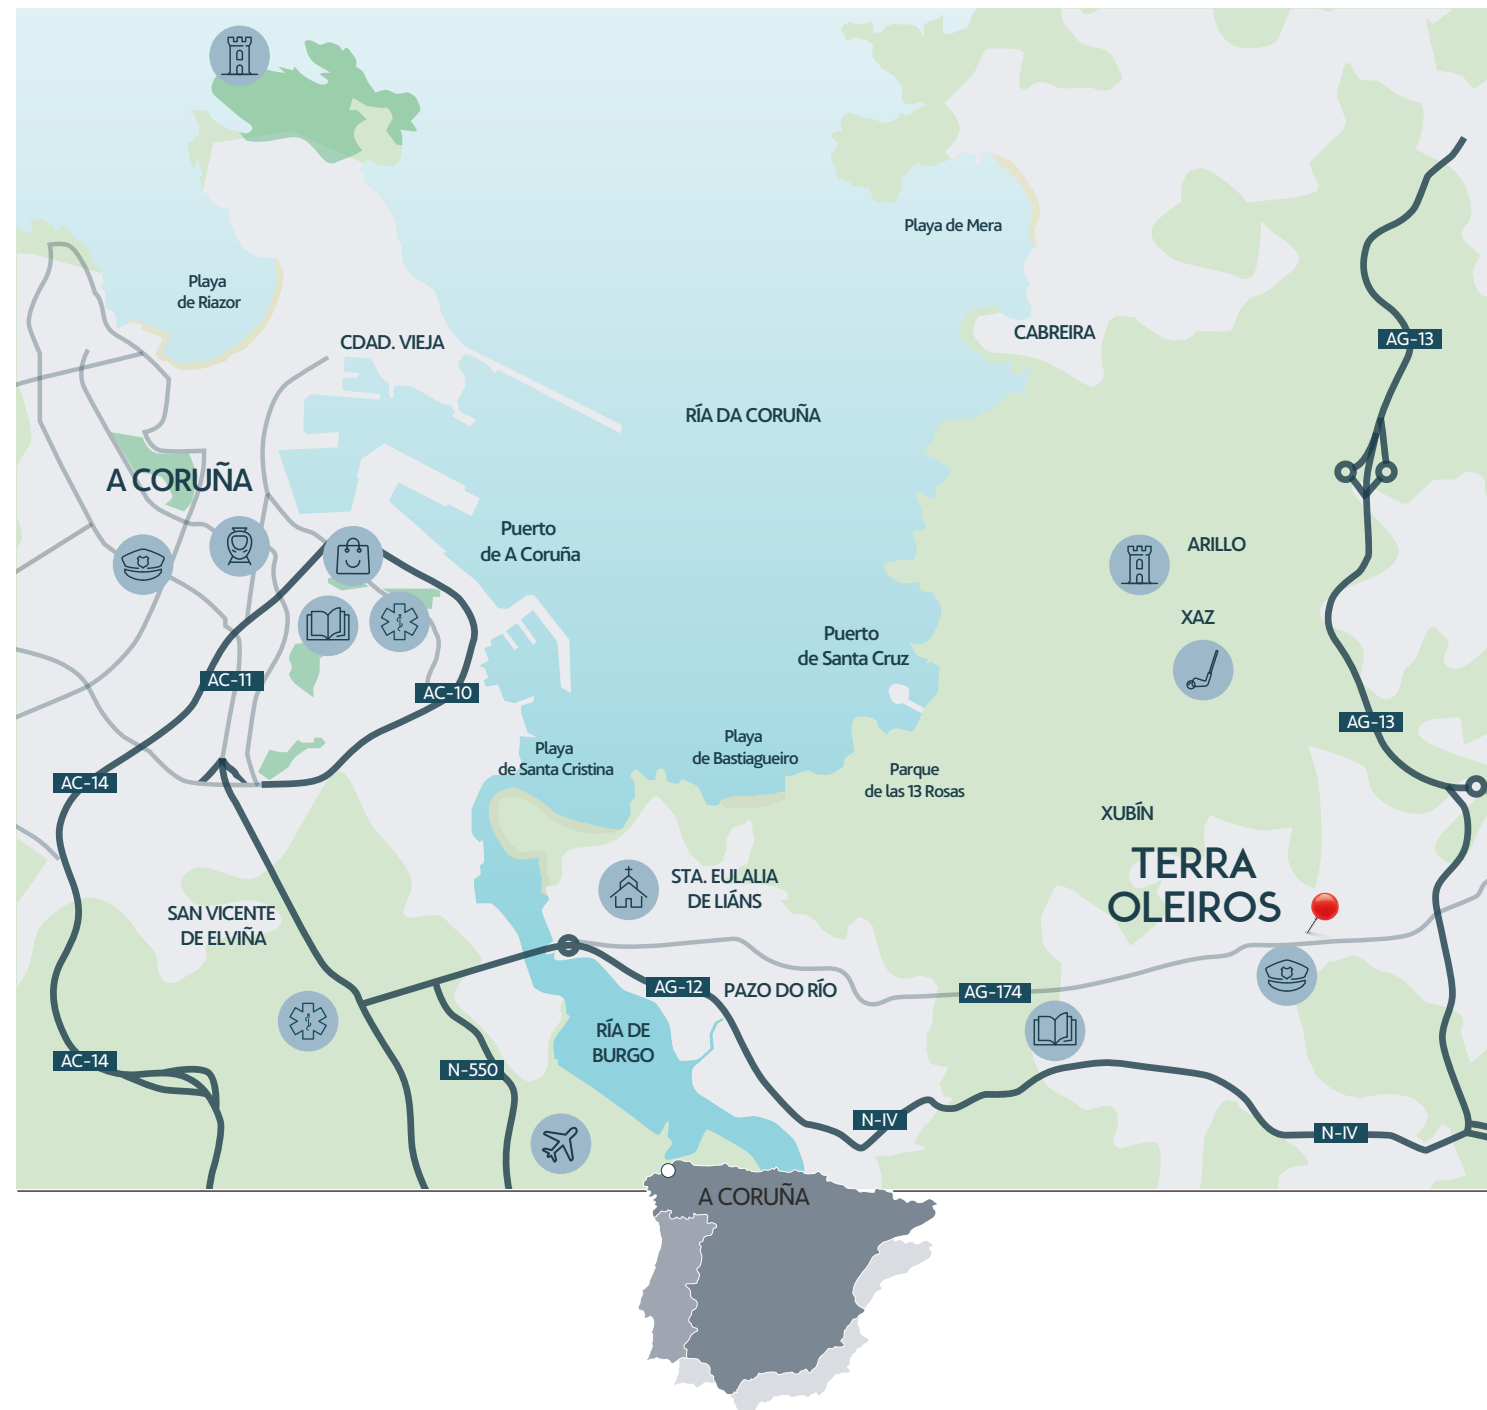 Playa de Mera
Playa
de Riazor
CABREIRA
AG-13
CDAD. VIEJA
RÍA DA CORUÑA
A CORUÑA
Puerto
de A Coruña
ARILLO
XAZ
Puerto
de Santa Cruz
AC-11
AC-10
AG-13
Playa
de Santa Cristina
Playa
de Bastiagueiro
Parque
de las 13 Rosas
AC-14
XUBÍN
TERRA
OLEIROS
STA. EULALIA
DE LIÁNS
SAN VICENTE
DE ELVIÑA
AG-12
PAZO DO RÍO
AG-174
RÍA DE
BURGO
AC-14
N-550
N-IV
N-IV
A CORUÑA